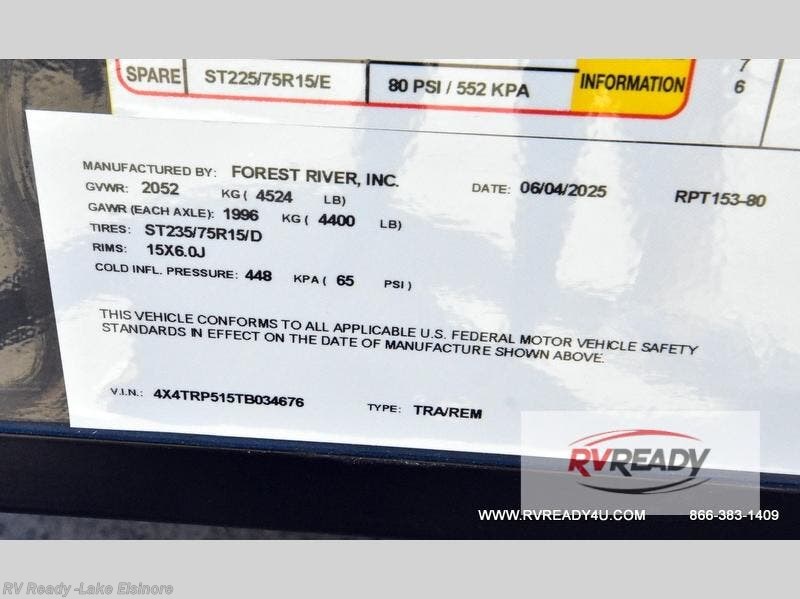 SPARE ST225/75R15/E 80 PSI / 552 KPA INFORMATION
7
6
MANUFACTURED BY: FOREST RIVER, INC.
GVWR: 2052 KG ( 4524 LB)
DATE: 06/04/2025 RPT153-80
GAWR (EACH AXLE): 1996 KG ( 4400 LB)
TIRES: ST235/75R15/D
RIMS: 15X6.0J
COLD INFL. PRESSURE: 448 KPA ( 65 PSI )
THIS VEHICLE CONFORMS TO ALL APPLICABLE U.S. FEDERAL MOTOR VEHICLE SAFETY
STANDARDS IN EFFECT ON THE DATE OF MANUFACTURE SHOWN ABOVE.
V.I.N.: 4X4TRP515TB034676 TYPE: TRA/REM
RVREADY
WWW.RVREADY4U.COM 866-383-1409
RV Ready -Lake Elsinore